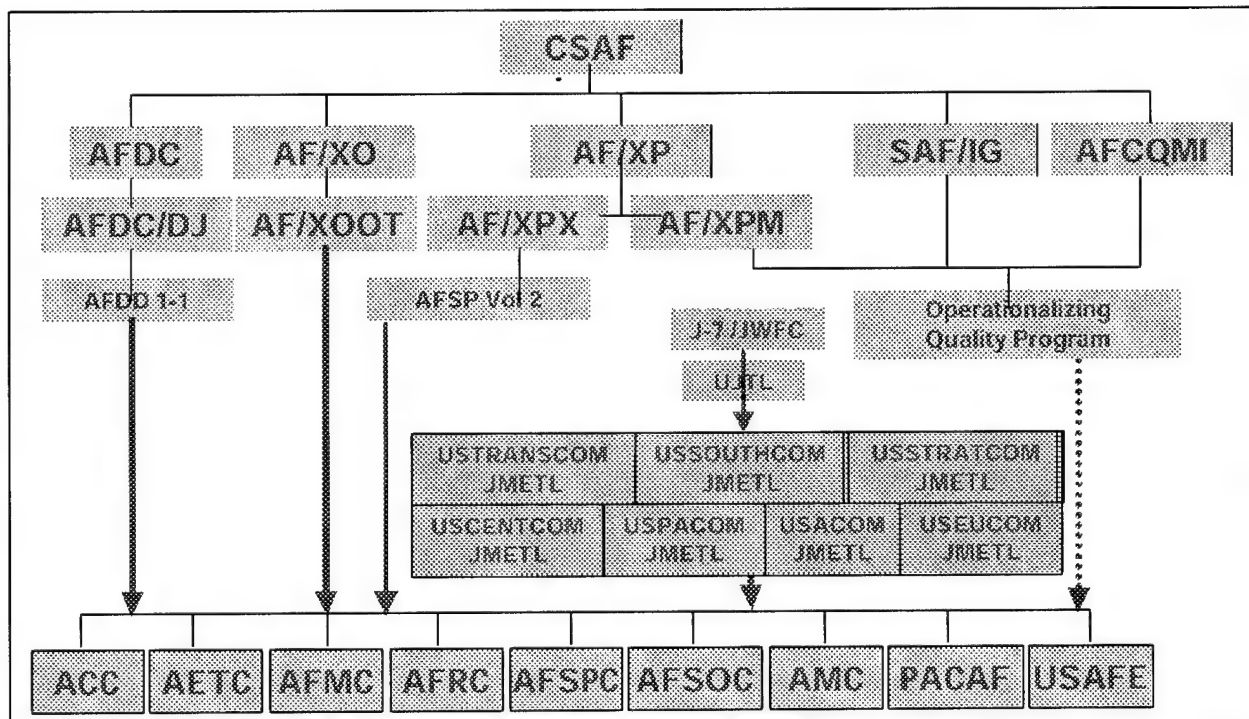 CSAF
AFDC
AF/XO
AF/XP
SAF/IG
AFCQMI
AFDC/DJ
AF/XOOT
AF/XPX
AF/XPM
AFDD 1-1
AFSP Vol 2
Operationalizing
Quality Program
J-7/JWFC
UJTL
USTRANSCOM
JMETL
USSOUTHCOM
JMETL
USSTRATCOM
JMETL
USCENTCOM
JMETL
USPACOM
JMETL
USACOM
JMETL
USEUCOM
JMETL
ACC
AETC
AFMC
AFRC
AFSPC
AFSOC
AMC
PACAF
USAFE